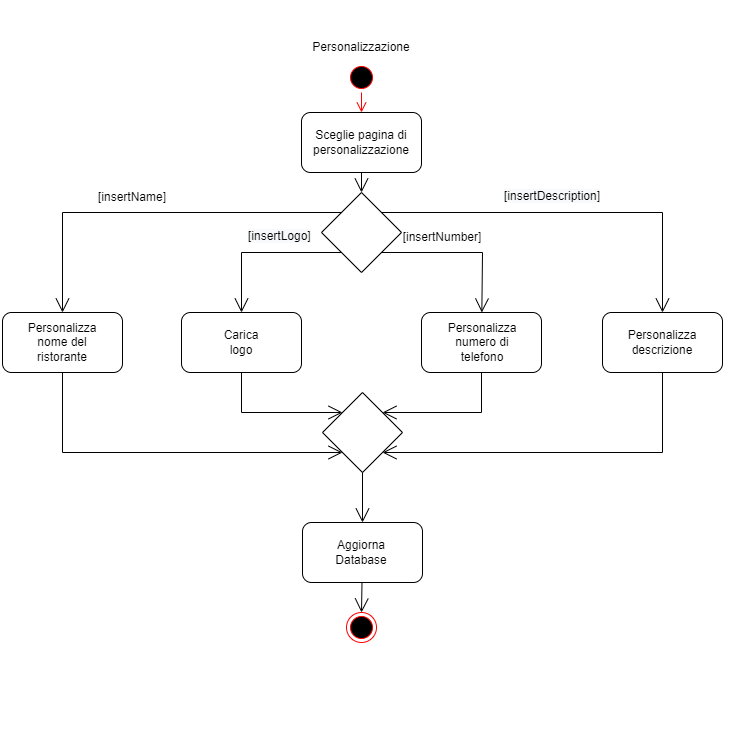 Personalizzazione
Sceglie pagina di
personalizzazione
[insertName]
[insertDescription]
[insertLogo]
[insertNumber]
Personalizza
nome del
ristorante
Carica
logo
Personalizza
numero di
telefono
Personalizza
descrizione
Aggiorna
Database